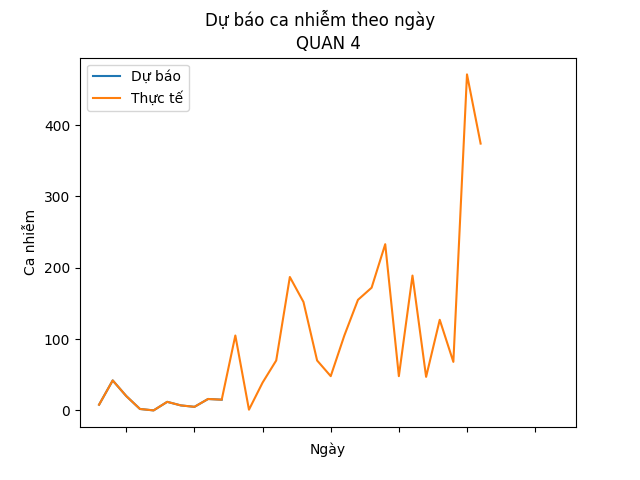 Dự báo ca nhiễm theo ngày
QUAN 4
Dự báo
Thực tế
400
300
200
100
0
Ca nhiễm
Ngày